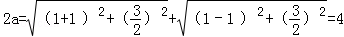 2a=√(（1+1 ）²+（3/2）²)+√(（1－1 ）²+（3/2）²)=4